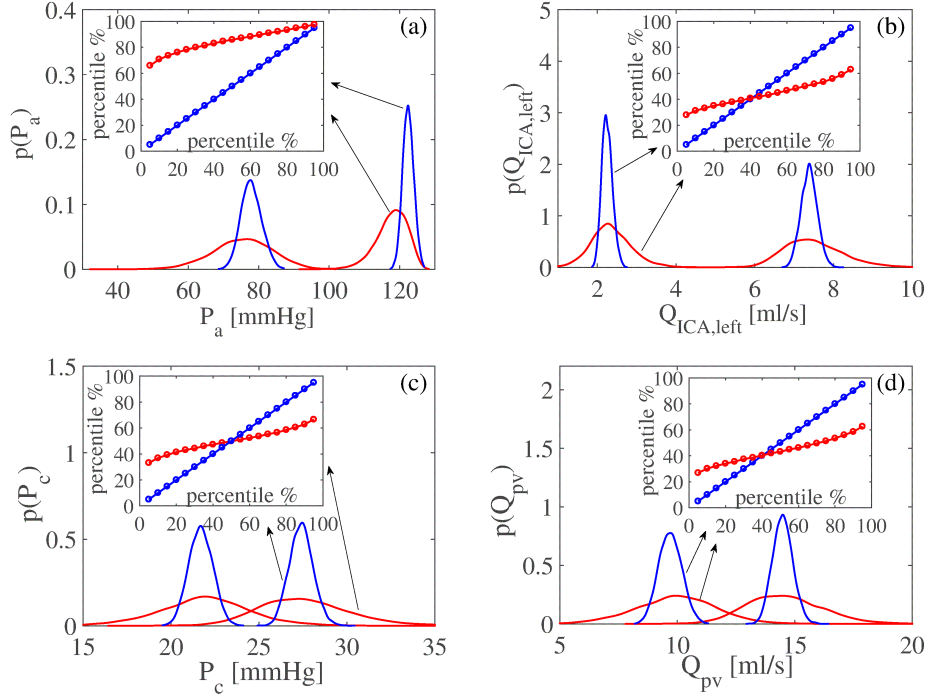 (a)
p(P_a)
0.4
0.3
0.2
0.1
0
40 60 80 100 120
P_a [mmHg]
percentile %
100
80
60
40
20
0
percentile %
0 20 40 60 80 100
(b)
p(Q_ICA,left)
5
4
3
2
1
0
2 4 6 8 10
Q_ICA,left [ml/s]
percentile %
100
80
60
40
20
0
percentile %
0 20 40 60 80 100
(c)
p(P_c)
1.5
1
0.5
0
15 20 25 30 35
P_c [mmHg]
percentile %
100
80
60
40
20
0
percentile %
0 20 40 60 80 100
(d)
p(Q_pv)
2
1.5
1
0.5
0
5 10 15 20
Q_pv [ml/s]
percentile %
100
80
60
40
20
0
percentile %
0 20 40 60 80 100